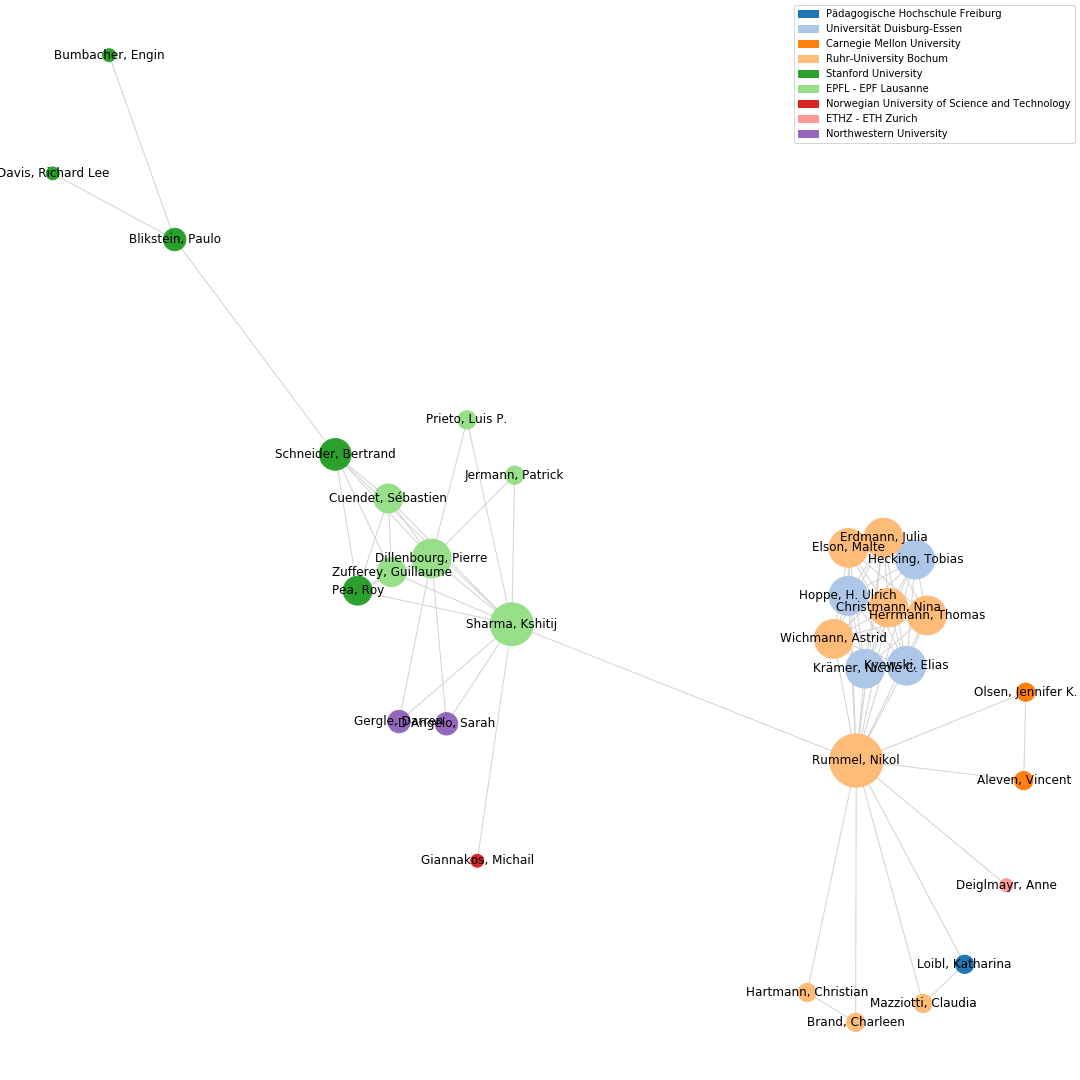 Pädagogische Hochschule Freiburg
Universität Duisburg-Essen
Carnegie Mellon University
Ruhr-University Bochum
Stanford University
EPFL - EPF Lausanne
Norwegian University of Science and Technology
ETHZ - ETH Zurich
Northwestern University
Bumbacher, Engin
Davis, Richard Lee
Blikstein, Paulo
Prieto, Luis P.
Schneider, Bertrand
Jermann, Patrick
Cuendet, Sébastien
Erdmann, Julia
Elson, Malte
Dillenbourg, Pierre
Hecking, Tobias
Zufferey, Guillaume
Pea, Roy
Hoppe, H. Ulrich
Christmann, Nina
Herrmann, Thomas
Sharma, Kshitij
Wichmann, Astrid
Krämer, Nicole C.
Kyewski, Elias
Olsen, Jennifer K.
Gergle, Darren
D'Angelo, Sarah
Rummel, Nikol
Aleven, Vincent
Giannakos, Michail
Deiglmayr, Anne
Loibl, Katharina
Hartmann, Christian
Mazziotti, Claudia
Brand, Charleen